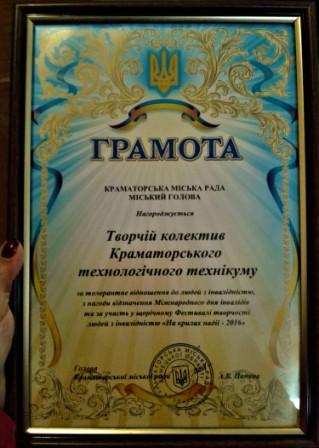 ГРАМОТА
КРАМАТОРСЬКА МІСЬКА РАДА
МІСЬКИЙ ГОЛОВА
Нагороджується
Творчій колектив
Краматорського
технологічного технікуму
за толерантне відношення до людей з інвалідністю,
з нагоди відзначення Міжнародного дня інвалідів
та за участь у щорічному Фестивалі творчості
людей з інвалідністю «На крилах надії - 2016»
Голова
Краматорської міської ради А.В.